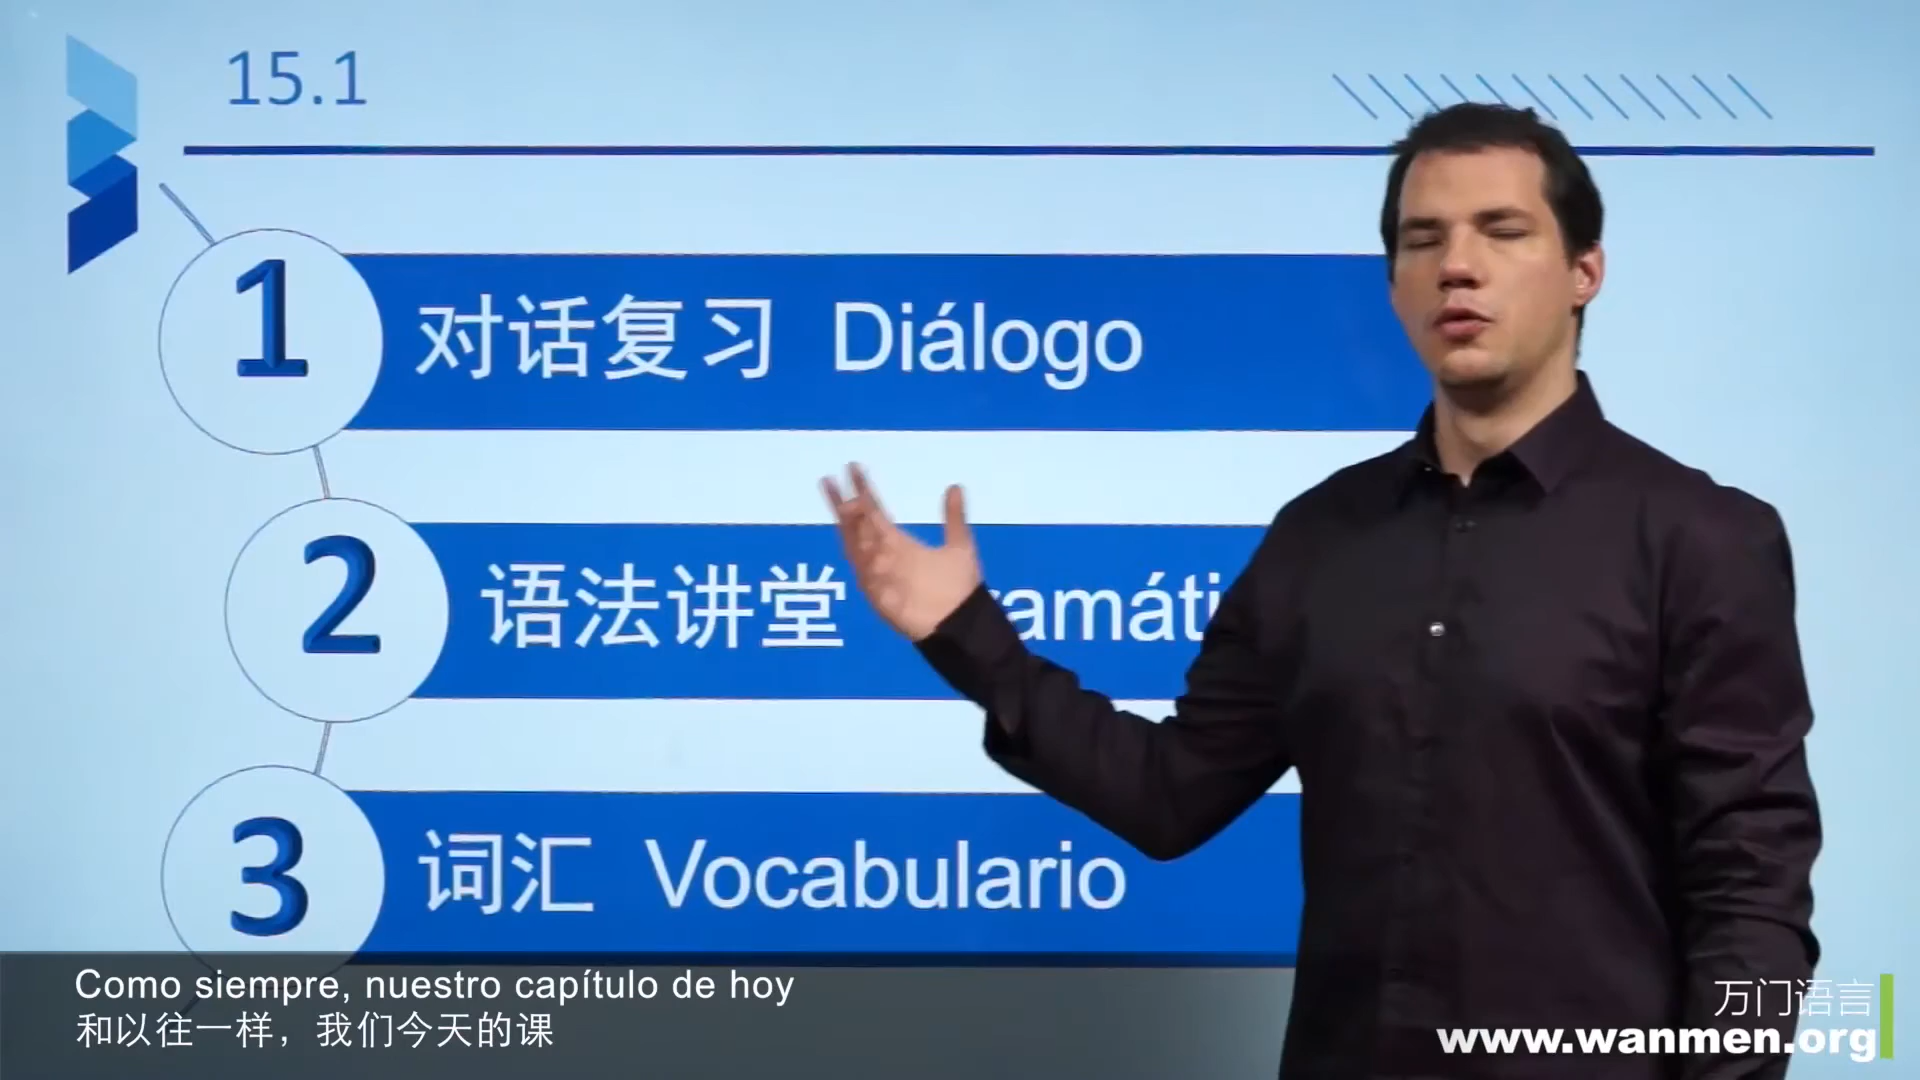 15.1
1 对话复习 Diálogo
2 语法讲堂
3 词汇 Vocabulario
Como siempre, nuestro capítulo de hoy
和以往一样，我们今天的课
万门语言
www.wanmen.org